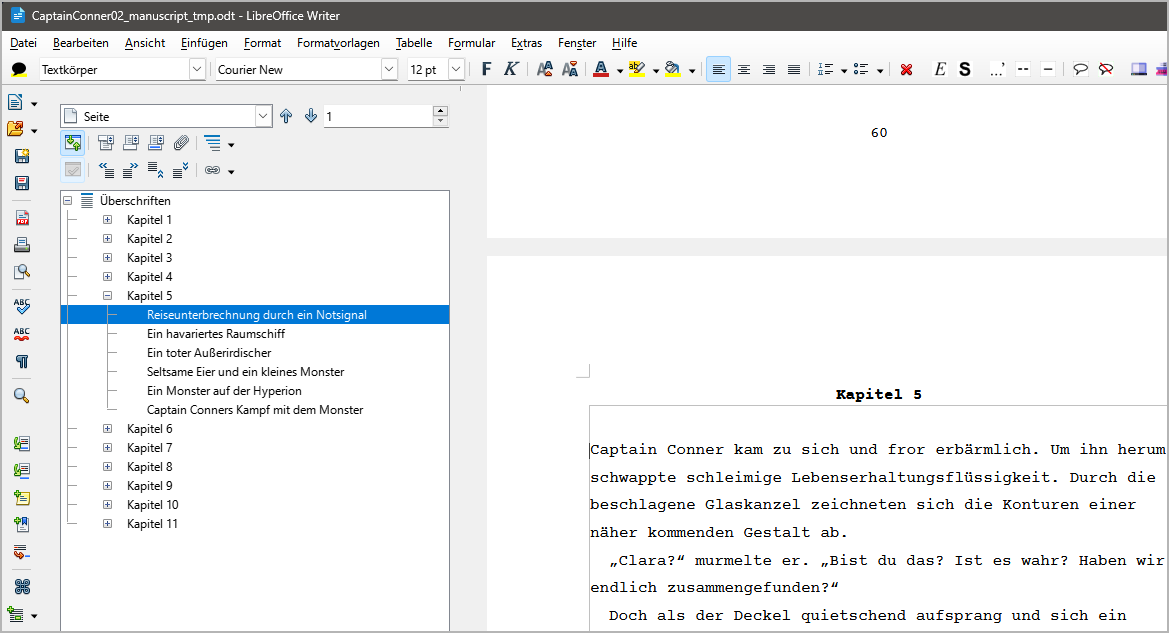 CaptainConner02_manuscript_tmp.odt - LibreOffice Writer
Datei Bearbeiten Ansicht Einfügen Format Formatvorlagen Tabelle Formular Extras Fenster Hilfe
Textkörper Courier New 12 pt F K A A A ab E S
Seite 1
Überschriften
Kapitel 1
Kapitel 2
Kapitel 3
Kapitel 4
Kapitel 5
Reiseunterbrechnung durch ein Notsignal
Ein havariertes Raumschiff
Ein toter Außerirdischer
Seltsame Eier und ein kleines Monster
Ein Monster auf der Hyperion
Captain Conners Kampf mit dem Monster
Kapitel 6
Kapitel 7
Kapitel 8
Kapitel 9
Kapitel 10
Kapitel 11
ABC
ABC
60
Kapitel 5
Captain Conner kam zu sich und fror erbärmlich. Um ihn herum
schwappte schleimige Lebenserhaltungsflüssigkeit. Durch die
beschlagene Glaskanzel zeichneten sich die Konturen einer
näher kommenden Gestalt ab.
„Clara?“ murmelte er. „Bist du das? Ist es wahr? Haben wir
endlich zusammengefunden?“
Doch als der Deckel quietschend aufsprang und sich ein